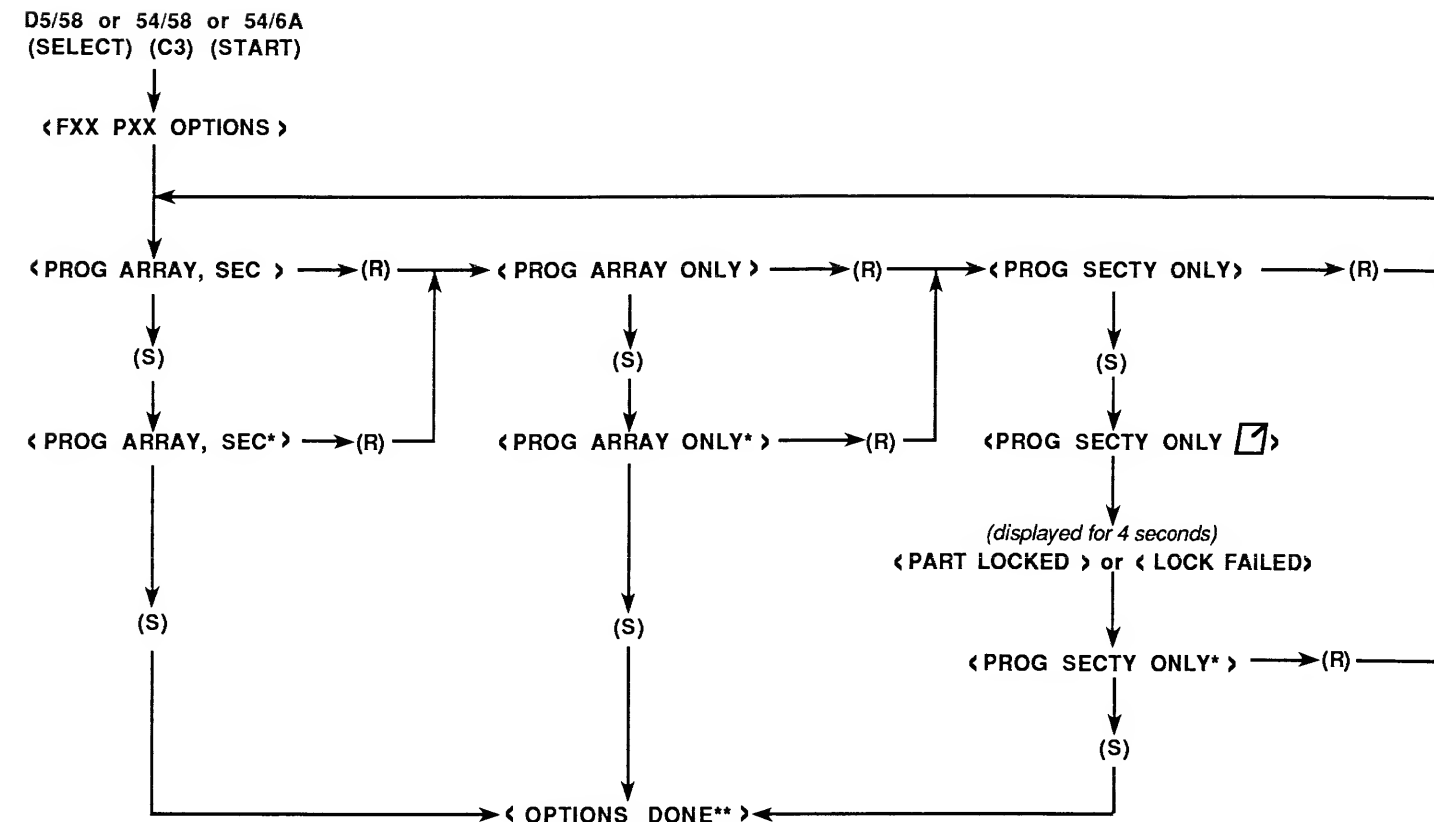 D5/58 or 54/58 or 54/6A
(SELECT) (C3) (START)
<FXX PXX OPTIONS >
<PROG ARRAY, SEC > (R) <PROG ARRAY ONLY > (R) <PROG SECTY ONLY> (R)
(S) (S) (S)
<PROG ARRAY, SEC* > (R) <PROG ARRAY ONLY* > (R) <PROG SECTY ONLY >
(displayed for 4 seconds)
<PART LOCKED > or < LOCK FAILED>
(S) (S)
<PROG SECTY ONLY* > (R)
(S)
< OPTIONS DONE** >